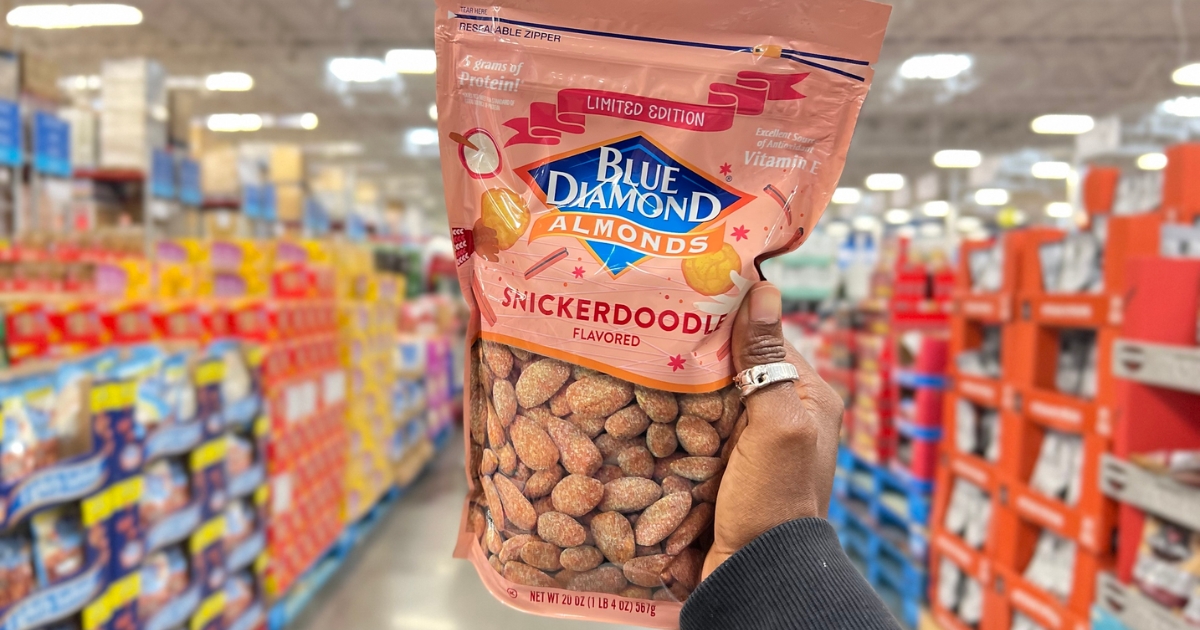 TEAR HERE
RESEALABLE ZIPPER
5 grams of
Protein!
LIMITED EDITION
Excellent Source
of Antioxidant
Vitamin E
BLUE
DIAMOND®
ALMONDS
SNICKERDOODLE
FLAVORED
NET WT 20 OZ (1 LB 4 OZ) 567g